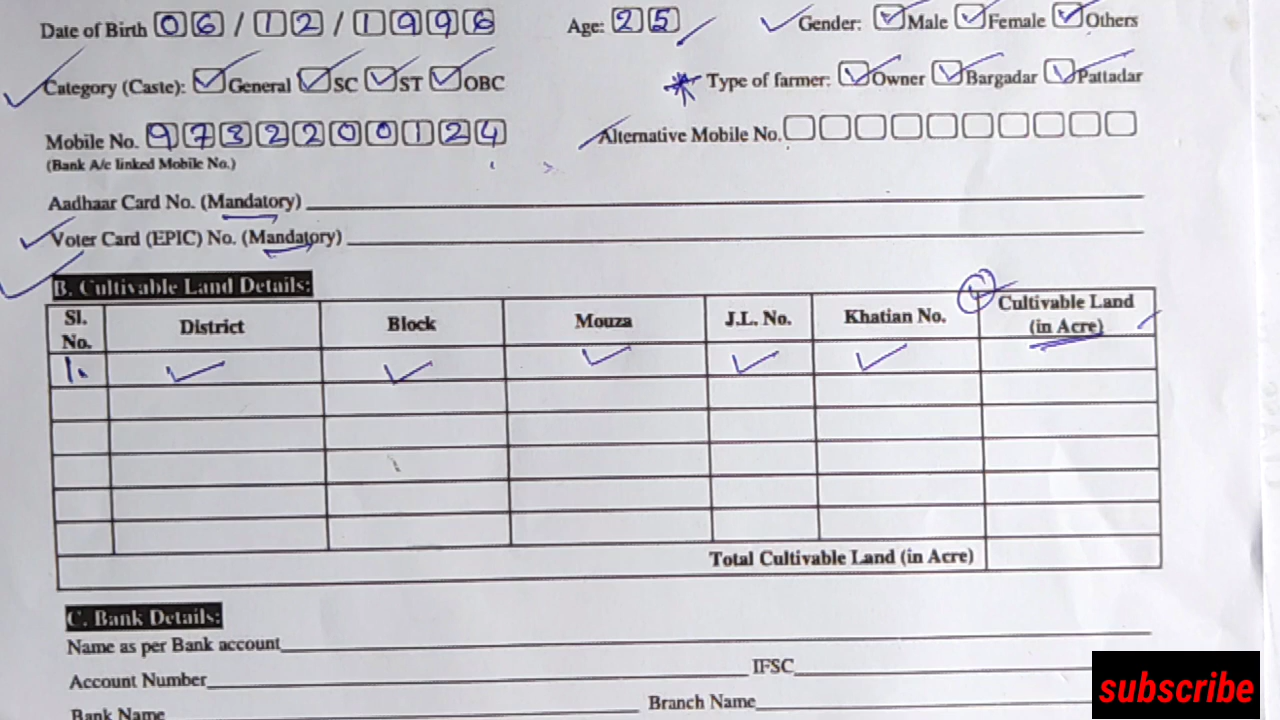 Date of Birth 06/12/1996 Age: 25 Gender: Male Female Others
Category (Caste): General SC ST OBC Type of farmer: Owner Bargadar Pattadar
Mobile No. 9732200124 Alternative Mobile No.
(Bank A/c linked Mobile No.)
Aadhaar Card No. (Mandatory)
Voter Card (EPIC) No. (Mandatory)
B. Cultivable Land Details:
Sl. No. District Block Mouza J.L. No. Khatian No. Cultivable Land (in Acre)
1.
Total Cultivable Land (in Acre)
C. Bank Details:
Name as per Bank account
Account Number IFSC
Bank Name Branch Name
subscribe